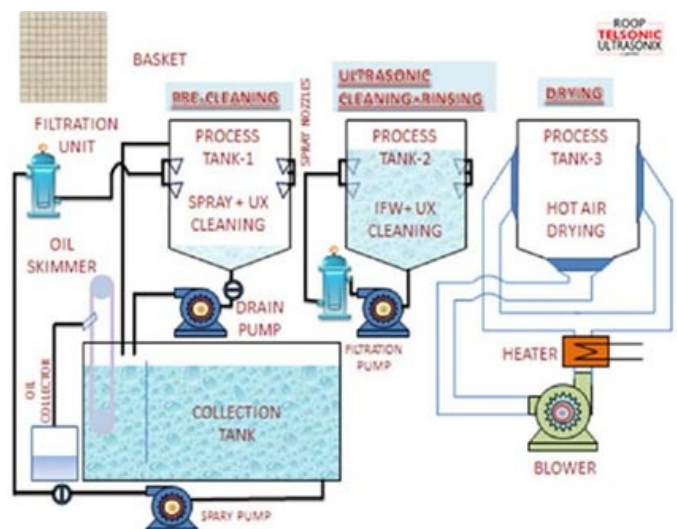 ROOP
TELSONIC
ULTRASONIX
BASKET
PRE-CLEANING
ULTRASONIC
CLEANING+RINSING
DRYING
FILTRATION
UNIT
SPRAY NOZZLES
PROCESS
TANK-1
SPRAY + UX
CLEANING
PROCESS
TANK-2
IFW+ UX
CLEANING
PROCESS
TANK-3
HOT AIR
DRYING
OIL
SKIMMER
DRAIN
PUMP
FILTRATION
PUMP
HEATER
OIL
COLLECTOR
COLLECTION
TANK
BLOWER
SPARY PUMP